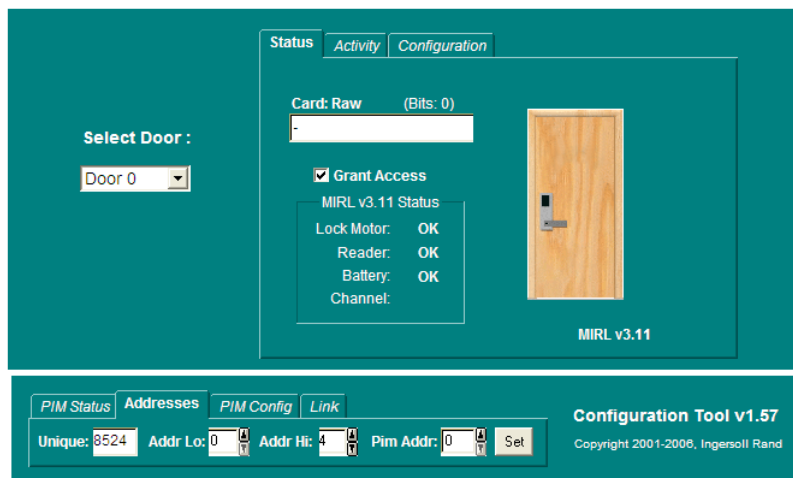 Status Activity Configuration
Card: Raw (Bits: 0)
-
Select Door :
Door 0
Grant Access
MIRL v3.11 Status
Lock Motor: OK
Reader: OK
Battery: OK
Channel:
MIRL v3.11
PIM Status Addresses PIM Config Link
Unique: 8524 Addr Lo: 0 Addr Hi: 4 Pim Addr: 0 Set
Configuration Tool v1.57
Copyright 2001-2006, Ingersoll Rand